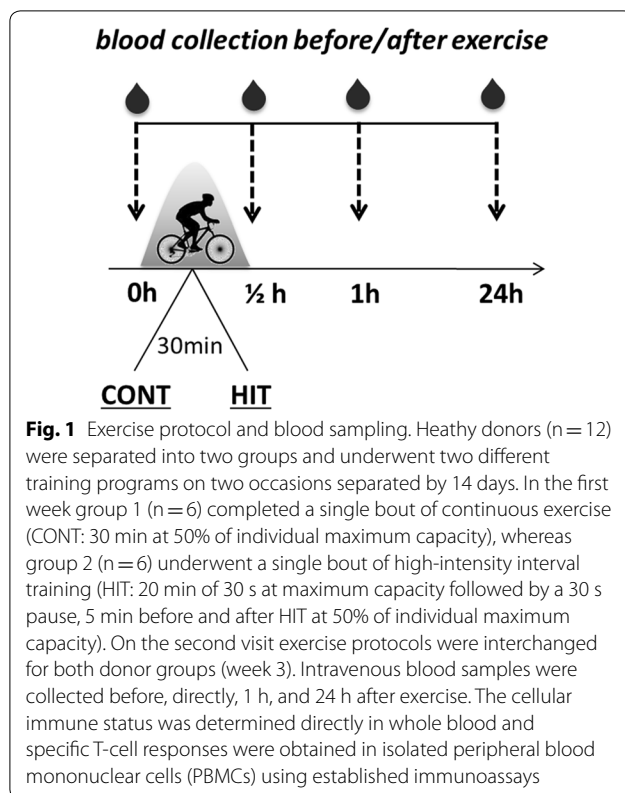 blood collection before/after exercise
0h ½ h 1h 24h
30min
CONT HIT
Fig. 1 Exercise protocol and blood sampling. Heathy donors (n = 12)
were separated into two groups and underwent two different
training programs on two occasions separated by 14 days. In the first
week group 1 (n = 6) completed a single bout of continuous exercise
(CONT: 30 min at 50% of individual maximum capacity), whereas
group 2 (n = 6) underwent a single bout of high-intensity interval
training (HIT: 20 min of 30 s at maximum capacity followed by a 30 s
pause, 5 min before and after HIT at 50% of individual maximum
capacity). On the second visit exercise protocols were interchanged
for both donor groups (week 3). Intravenous blood samples were
collected before, directly, 1 h, and 24 h after exercise. The cellular
immune status was determined directly in whole blood and
specific T-cell responses were obtained in isolated peripheral blood
mononuclear cells (PBMCs) using established immunoassays